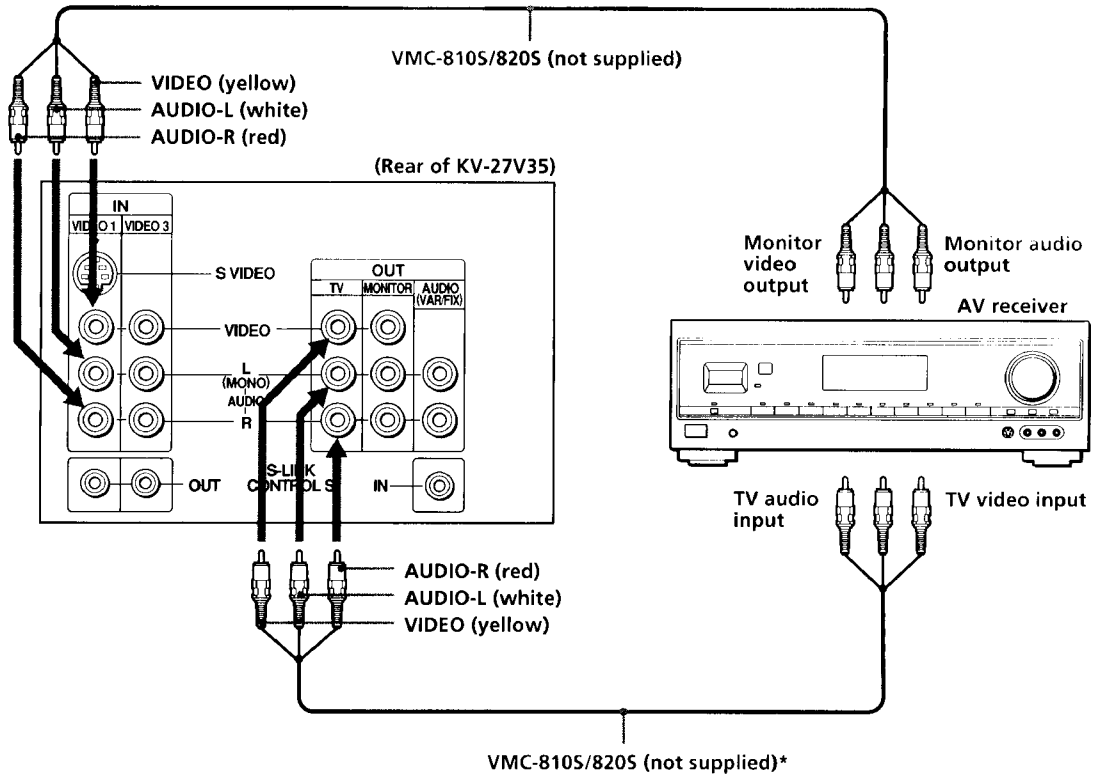 VMC-810S/820S (not supplied)
VIDEO (yellow)
AUDIO-L (white)
AUDIO-R (red)
(Rear of KV-27V35)
IN
VIDEO 1 VIDEO 3
S VIDEO
OUT
TV MONITOR AUDIO
(VAR/FIX)
VIDEO
L
(MONO)
AUDIO
R
OUT
S-LINK
CONTROL S
IN
Monitor
video
output
Monitor audio
output
AV receiver
TV audio
input
TV video input
AUDIO-R (red)
AUDIO-L (white)
VIDEO (yellow)
VMC-810S/820S (not supplied)*